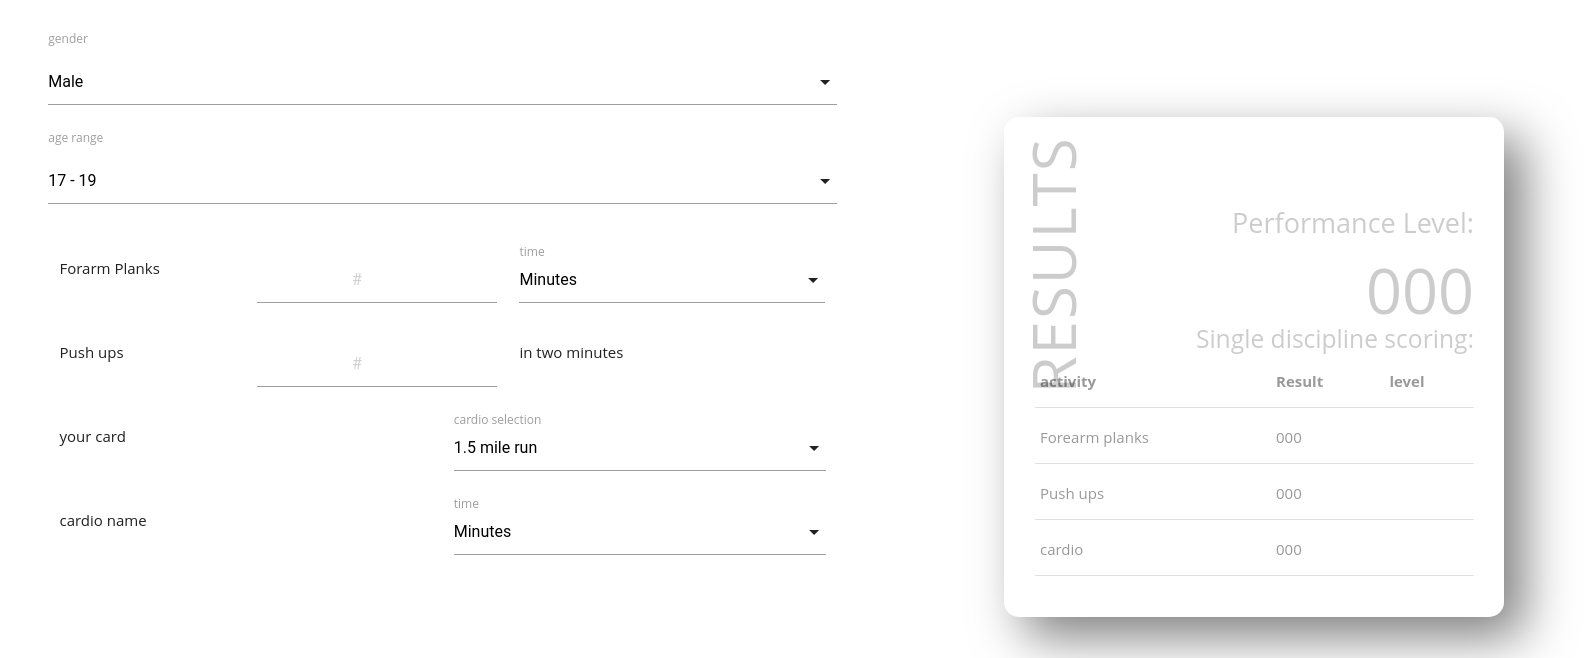 gender
Male
age range
17 - 19
Forarm Planks
#
time
Minutes
Push ups
#
in two minutes
your card
cardio selection
1.5 mile run
cardio name
time
Minutes
RESULTS
Performance Level:
000
Single discipline scoring:
activity Result level
Forearm planks 000
Push ups 000
cardio 000